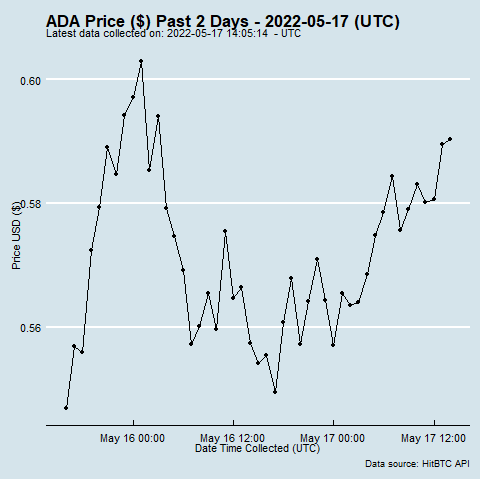 ADA Price ($) Past 2 Days - 2022-05-17 (UTC)
Latest data collected on: 2022-05-17 14:05:14  - UTC
0.60
0.58
0.56
Price USD ($)
May 16 00:00
May 16 12:00
May 17 00:00
May 17 12:00
Date Time Collected (UTC)
Data source: HitBTC API